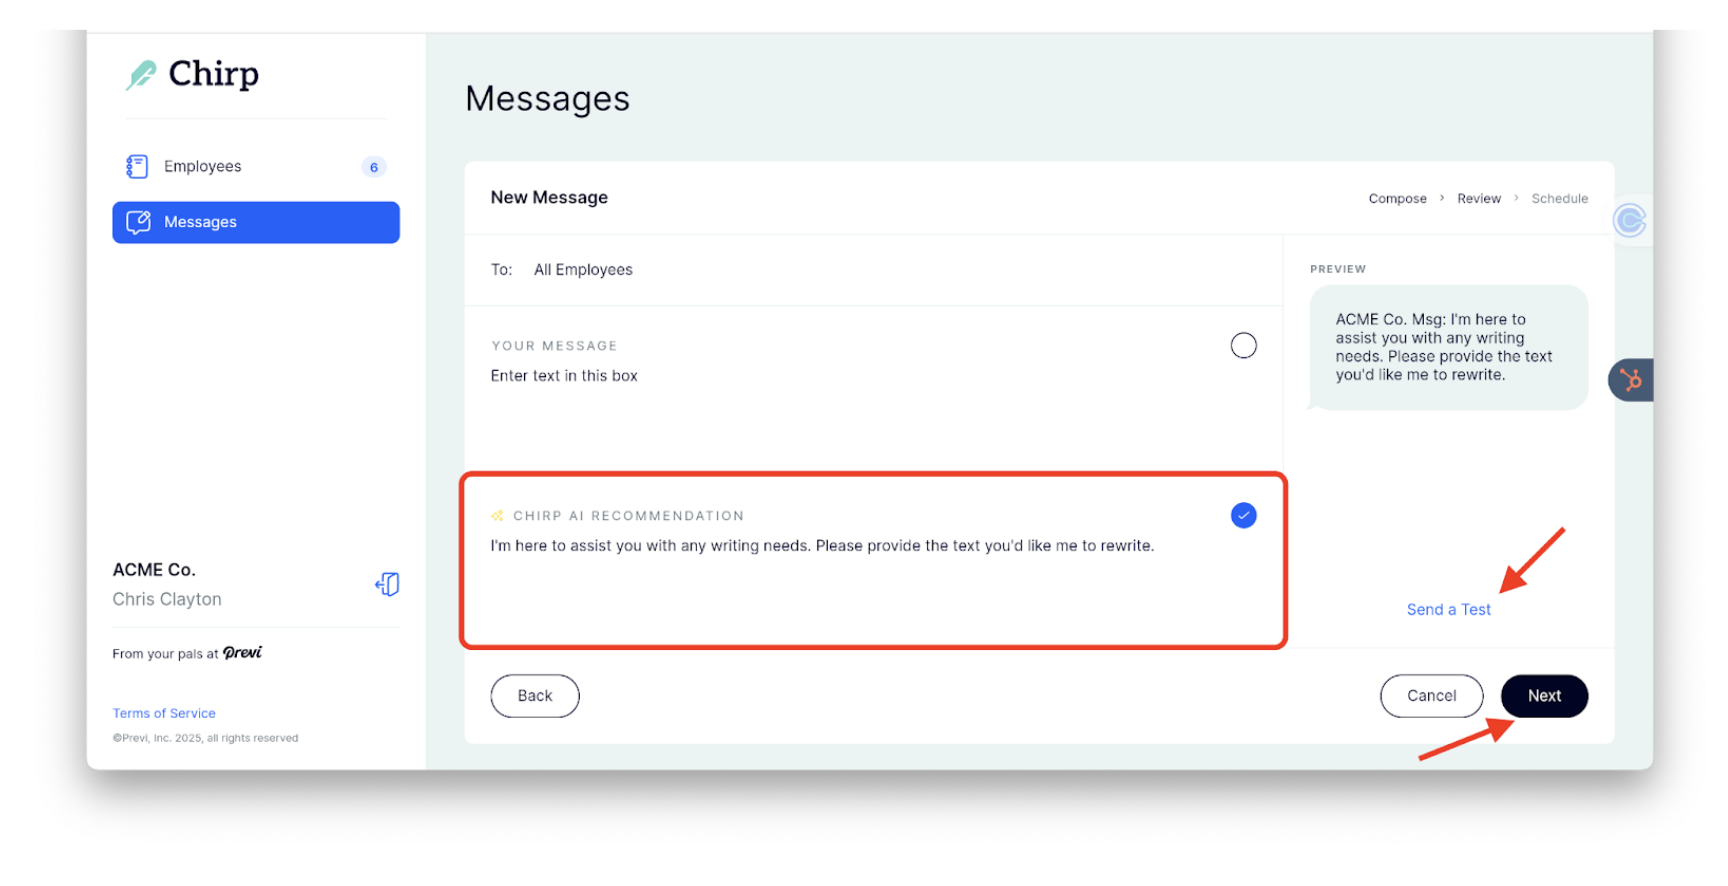 Chirp
Employees 6
Messages
ACME Co.
Chris Clayton
From your pals at Previ
Terms of Service
©Previ, Inc. 2025, all rights reserved
Messages
New Message
Compose > Review > Schedule
To: All Employees
YOUR MESSAGE
Enter text in this box
CHIRP AI RECOMMENDATION
I'm here to assist you with any writing needs. Please provide the text you'd like me to rewrite.
PREVIEW
ACME Co. Msg: I'm here to
assist you with any writing
needs. Please provide the text
you'd like me to rewrite.
Send a Test
Back
Cancel
Next